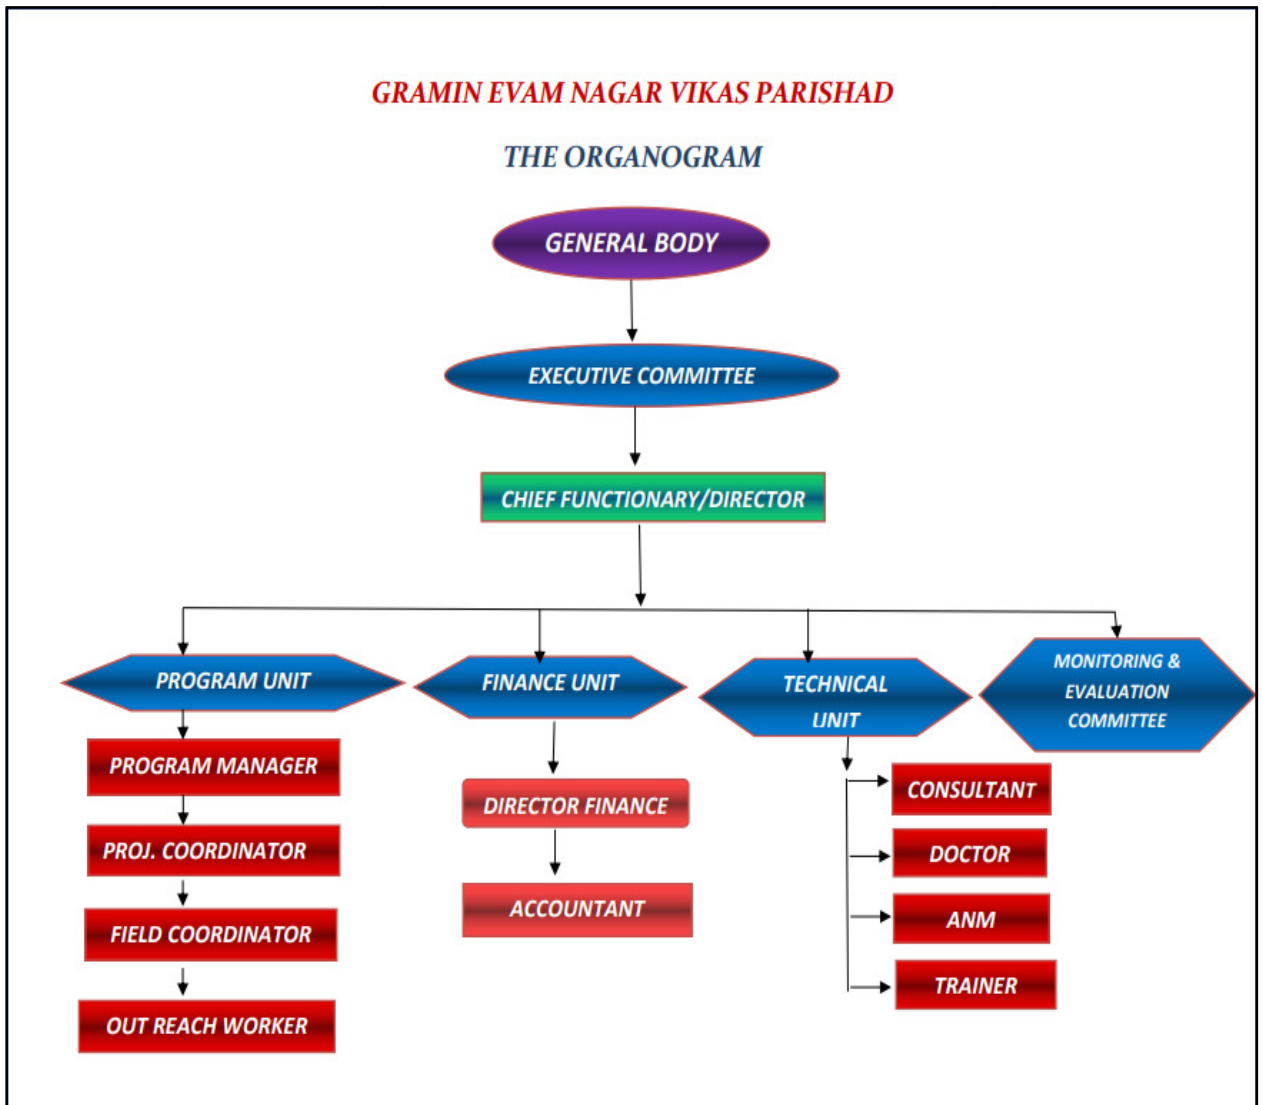 GRAMIN EVAM NAGAR VIKAS PARISHAD
THE ORGANOGRAM
GENERAL BODY
EXECUTIVE COMMITTEE
CHIEF FUNCTIONARY/DIRECTOR
PROGRAM UNIT
PROGRAM MANAGER
PROJ. COORDINATOR
FIELD COORDINATOR
OUT REACH WORKER
FINANCE UNIT
DIRECTOR FINANCE
ACCOUNTANT
TECHNICAL
UNIT
CONSULTANT
DOCTOR
ANM
TRAINER
MONITORING &
EVALUATION
COMMITTEE